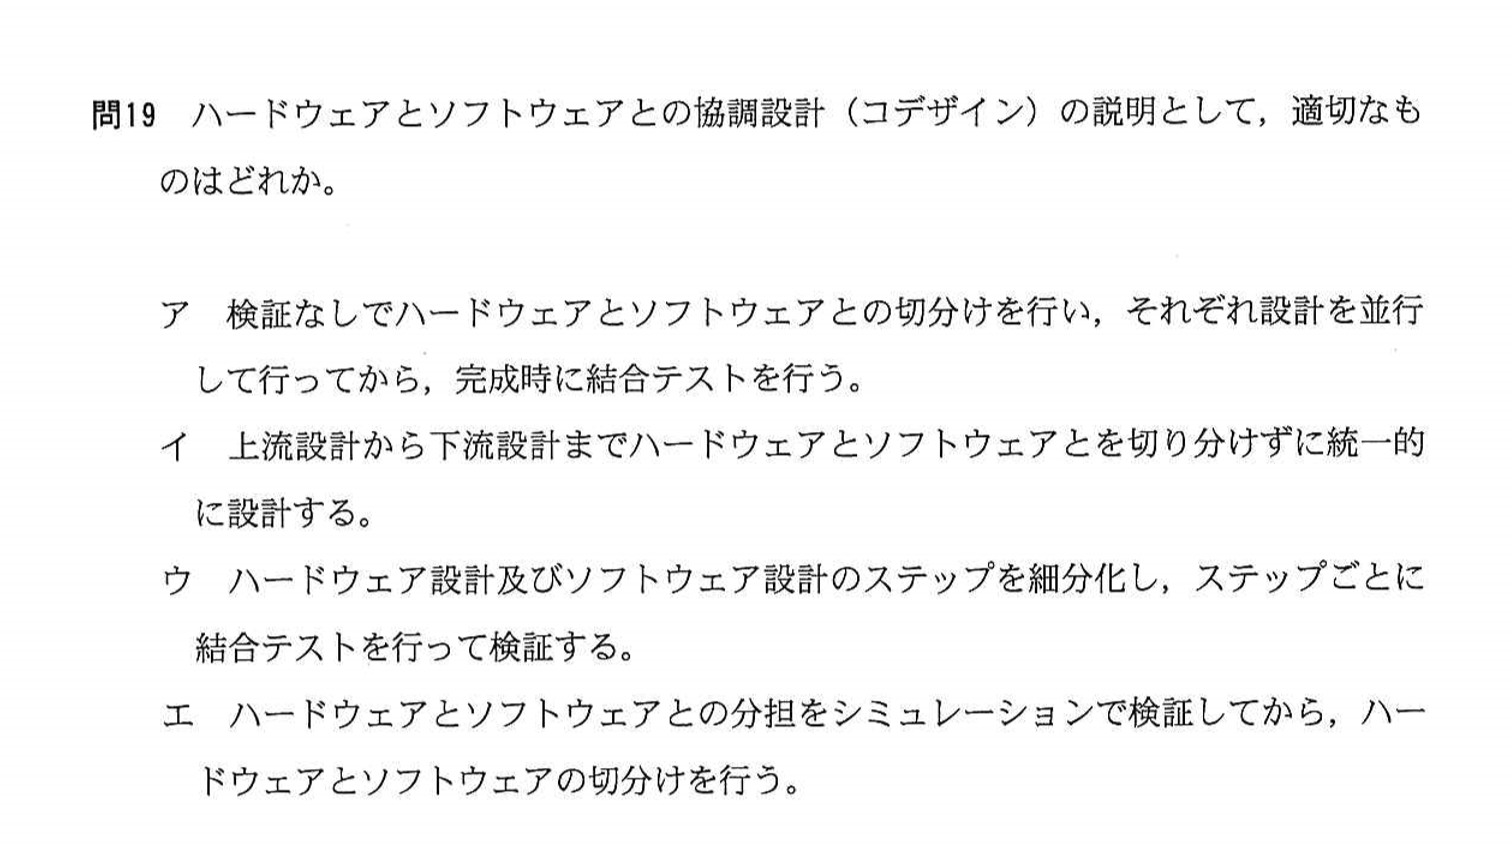 問19　ハードウェアとソフトウェアとの協調設計（コデザイン）の説明として，適切なも
のはどれか。
ア　検証なしでハードウェアとソフトウェアとの切分けを行い，それぞれ設計を並行
して行ってから，完成時に結合テストを行う。
イ　上流設計から下流設計までハードウェアとソフトウェアとを切り分けずに統一的
に設計する。
ウ　ハードウェア設計及びソフトウェア設計のステップを細分化し，ステップごとに
結合テストを行って検証する。
エ　ハードウェアとソフトウェアとの分担をシミュレーションで検証してから，ハー
ドウェアとソフトウェアの切分けを行う。